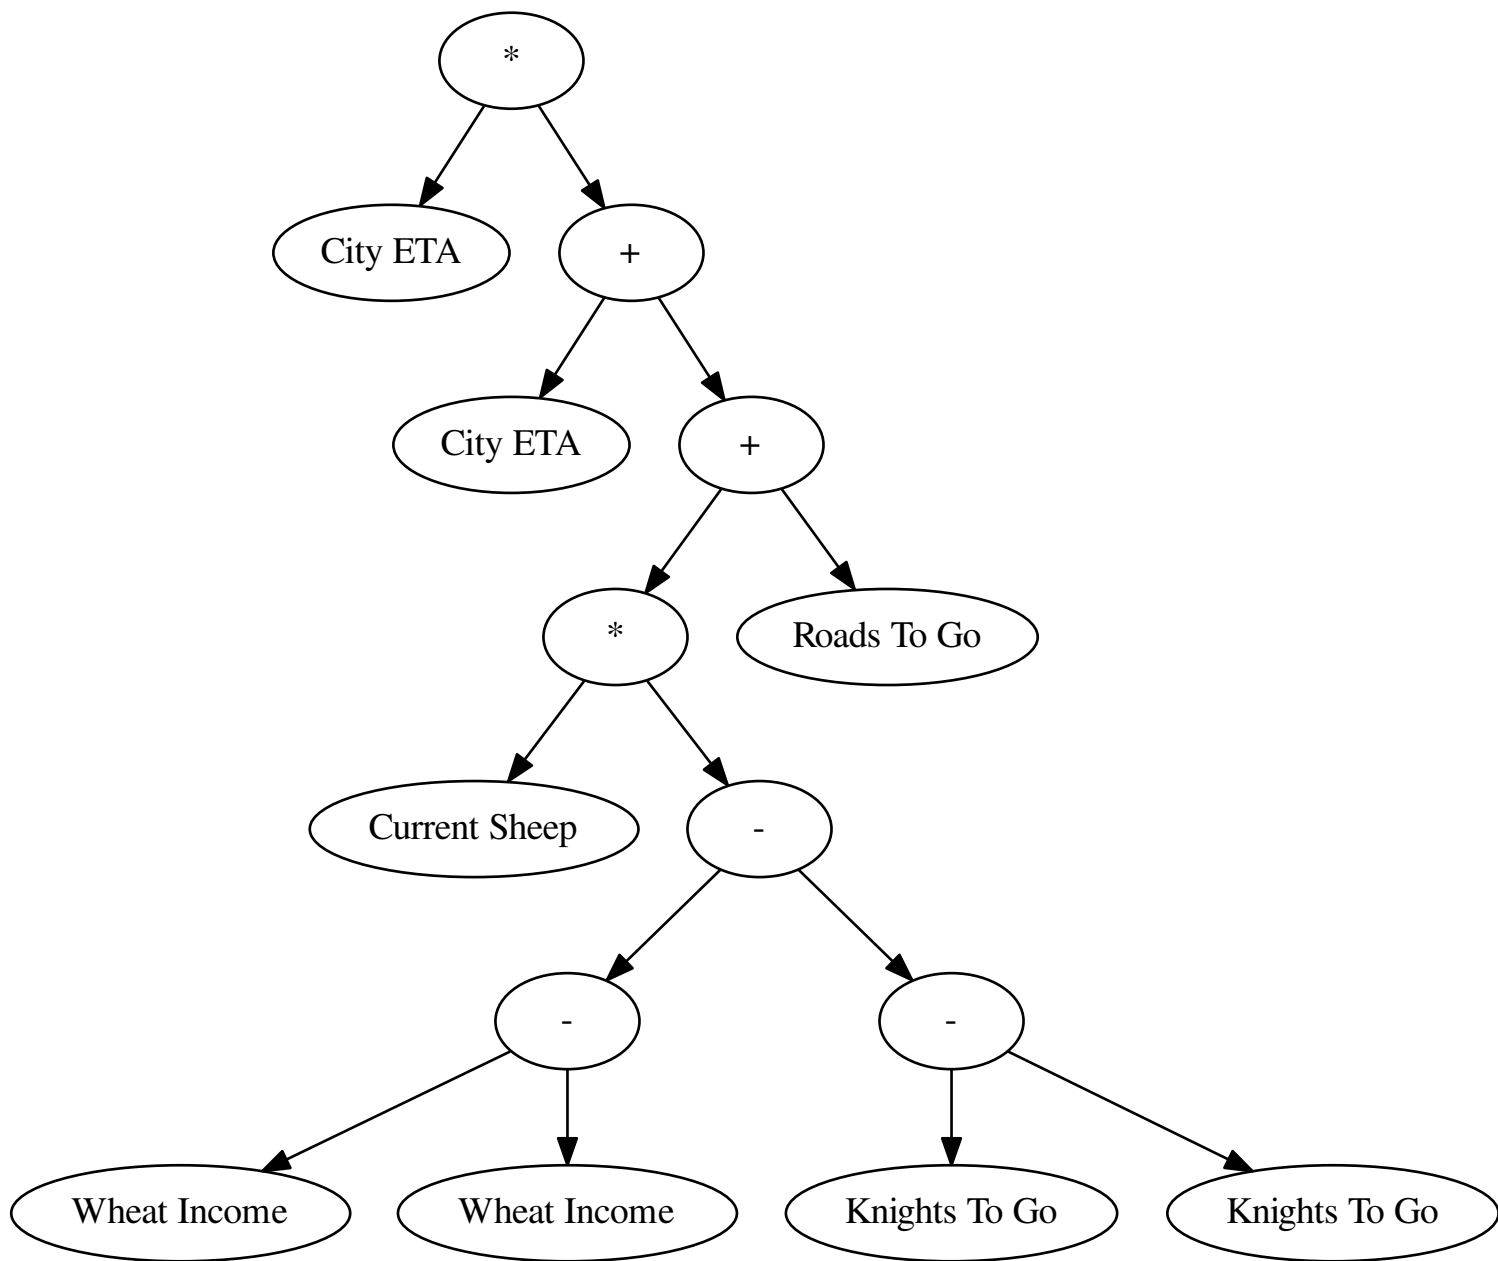 *
City ETA
+
City ETA
+
*
Roads To Go
Current Sheep
-
-
-
Wheat Income
Wheat Income
Knights To Go
Knights To Go